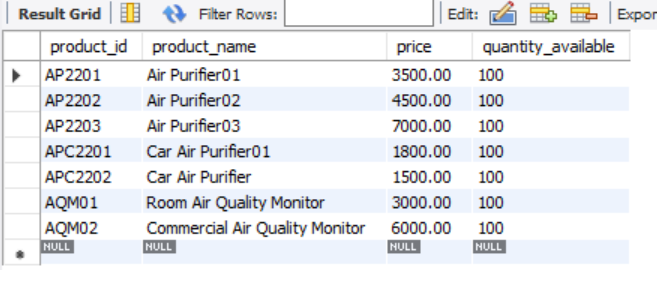 Result Grid Filter Rows: Edit: Expor
product_id product_name price quantity_available
AP2201 Air Purifier01 3500.00 100
AP2202 Air Purifier02 4500.00 100
AP2203 Air Purifier03 7000.00 100
APC2201 Car Air Purifier01 1800.00 100
APC2202 Car Air Purifier 1500.00 100
AQM01 Room Air Quality Monitor 3000.00 100
AQM02 Commercial Air Quality Monitor 6000.00 100
NULL NULL NULL NULL